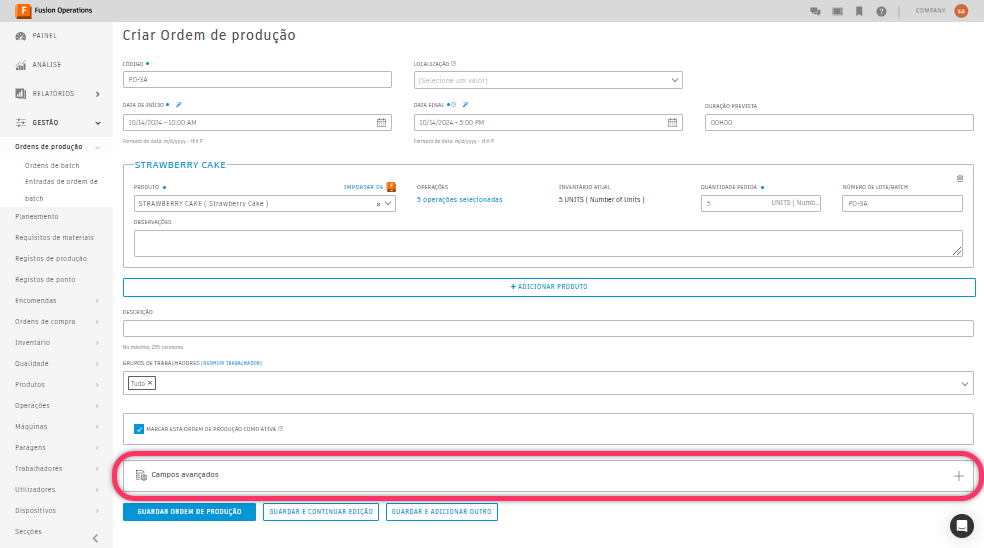 Fusion Operations
COMPANY
PAINEL
ANÁLISE
RELATÓRIOS
GESTÃO
Ordens de produção
Ordens de batch
Entradas de ordem de
batch
Planeamento
Requisitos de materiais
Registos de produção
Registos de ponto
Encomendas
Ordens de compra
Inventário
Qualidade
Produtos
Operações
Máquinas
Paragens
Trabalhadores
Utilizadores
Dispositivos
Secções
Criar Ordem de produção
CÓDIGO
PO-3A
LOCALIZAÇÃO
(Selecione um valor)
DATA DE INÍCIO
10/14/2024 - 10:00 AM
Formato de data: m/d/yyyy - H:II P
DATA FINAL
10/14/2024 - 5:00 PM
Formato de data: m/d/yyyy - H:II P
DURAÇÃO PREVISTA
00H00
STRAWBERRY CAKE
PRODUTO
IMPORTAR DE
STRAWBERRY CAKE ( Strawberry Cake )
OPERAÇÕES
5 operações selecionadas
INVENTÁRIO ATUAL
5 UNITS ( Number of Units )
QUANTIDADE PEDIDA
5 UNITS ( Numb...
NÚMERO DE LOTE/BATCH
PO-3A
OBSERVAÇÕES
+ ADICIONAR PRODUTO
DESCRIÇÃO
No máximo, 255 carateres.
GRUPOS DE TRABALHADORES (NENHUM TRABALHADOR)
Tudo ×
MARCAR ESTA ORDEM DE PRODUÇÃO COMO ATIVA
Campos avançados
GUARDAR ORDEM DE PRODUÇÃO
GUARDAR E CONTINUAR EDIÇÃO
GUARDAR E ADICIONAR OUTRO